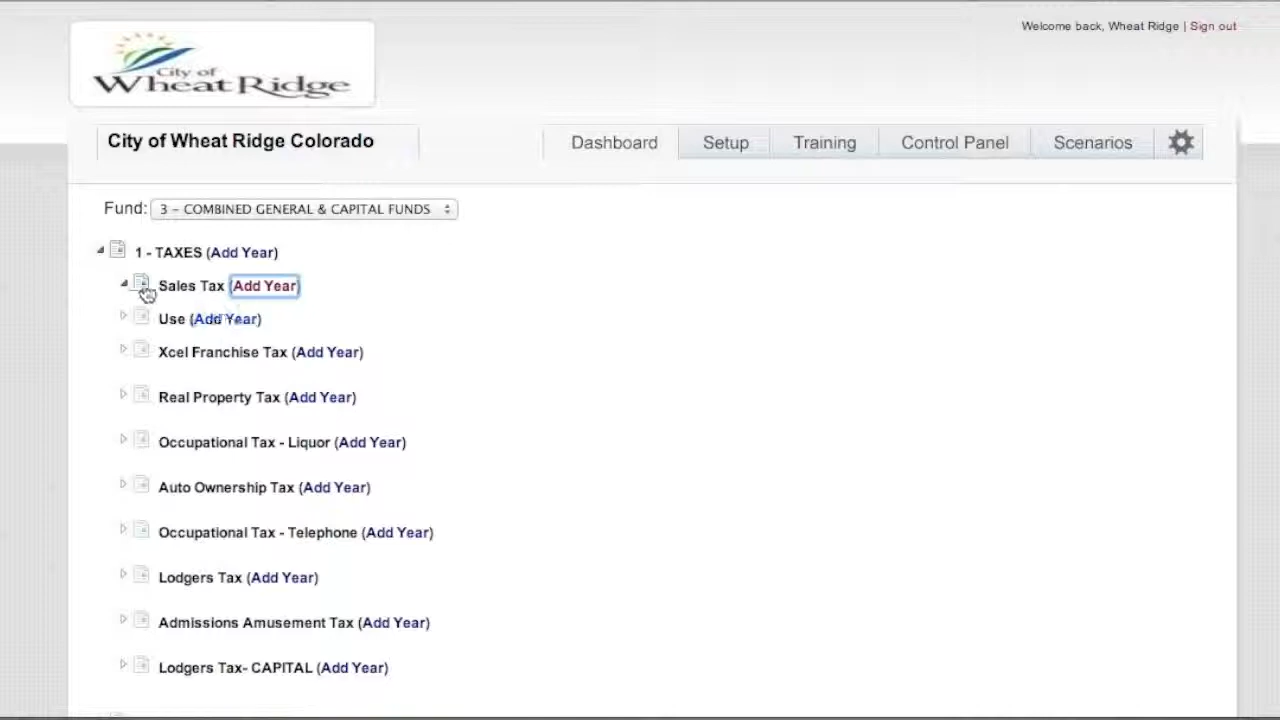 Welcome back, Wheat Ridge | Sign out
City of
Wheat Ridge
City of Wheat Ridge Colorado
Dashboard Setup Training Control Panel Scenarios
Fund: 3 – COMBINED GENERAL & CAPITAL FUNDS
1 - TAXES (Add Year)
Sales Tax (Add Year)
Use (Add Year)
Xcel Franchise Tax (Add Year)
Real Property Tax (Add Year)
Occupational Tax - Liquor (Add Year)
Auto Ownership Tax (Add Year)
Occupational Tax - Telephone (Add Year)
Lodgers Tax (Add Year)
Admissions Amusement Tax (Add Year)
Lodgers Tax- CAPITAL (Add Year)